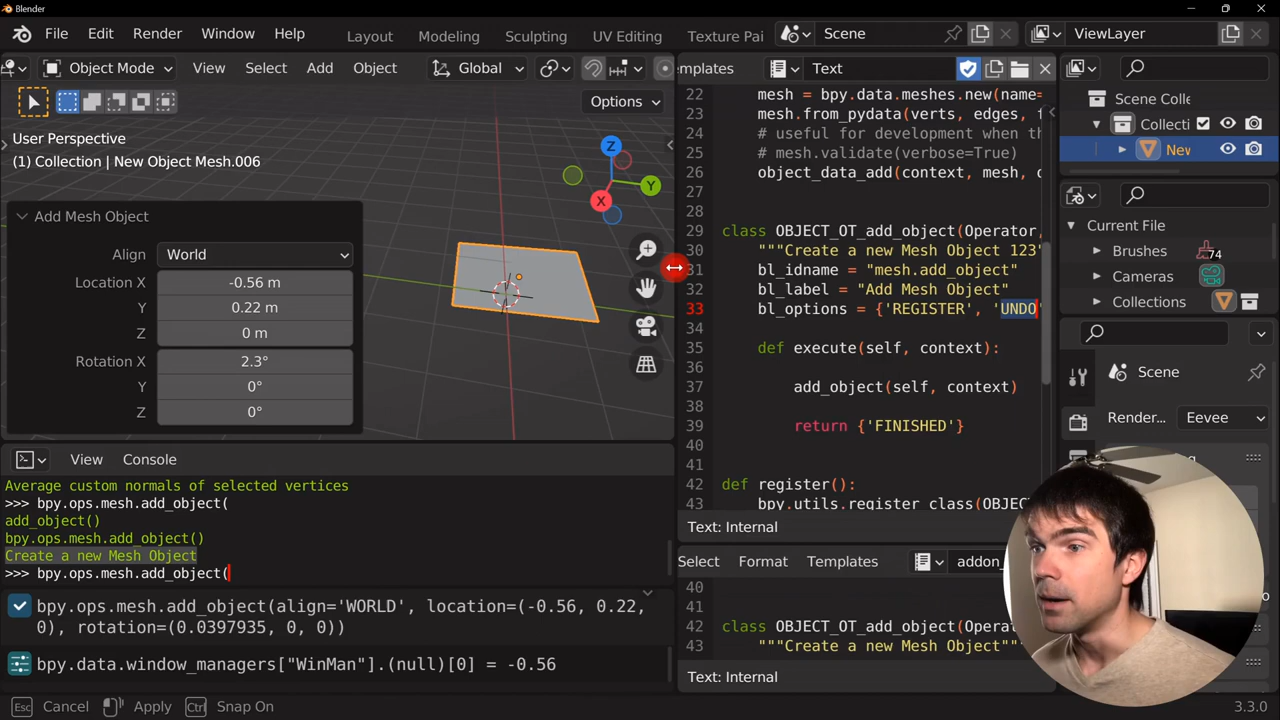 Blender
File Edit Render Window Help
Layout Modeling Sculpting UV Editing Texture Pai
Scene
ViewLayer
Object Mode View Select Add Object Global
emplates Text
Options
User Perspective
(1) Collection | New Object Mesh.006
Z
Y
X
Add Mesh Object
Align World
Location X -0.56 m
Y 0.22 m
Z 0 m
Rotation X 2.3°
Y 0°
Z 0°
22 mesh = bpy.data.meshes.new(name=
23 mesh.from_pydata(verts, edges, f
24 # useful for development when th
25 # mesh.validate(verbose=True)
26 object_data_add(context, mesh, o
27
28
29 class OBJECT_OT_add_object(Operator,
30 """Create a new Mesh Object 123"
31 bl_idname = "mesh.add_object"
32 bl_label = "Add Mesh Object"
33 bl_options = {'REGISTER', 'UNDO'
34
35 def execute(self, context):
36
37 add_object(self, context)
38
39 return {'FINISHED'}
40
41
42 def register():
43 bpy.utils.register_class(OBJECT
Text: Internal
Select Format Templates addon_
40
41
42 class OBJECT_OT_add_object(Operato
43 """Create a new Mesh Object"""
Text: Internal
Scene Colle
Collecti
New
Current File
Brushes 74
Cameras
Collections
Scene
Render... Eevee
View Console
Average custom normals of selected vertices
>>> bpy.ops.mesh.add_object(
add_object()
bpy.ops.mesh.add_object()
Create a new Mesh Object
>>> bpy.ops.mesh.add_object(
bpy.ops.mesh.add_object(align='WORLD', location=(-0.56, 0.22,
0), rotation=(0.0397935, 0, 0))
bpy.data.window_managers["WinMan"].(null)[0] = -0.56
Esc Cancel Apply Ctrl Snap On
3.3.0